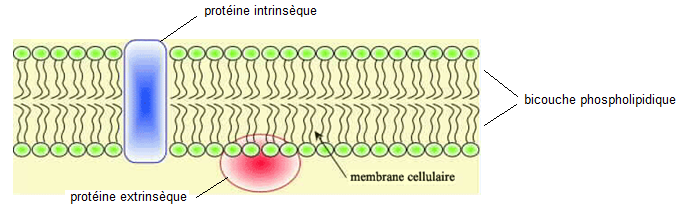 protéine intrinsèque
bicouche phospholipidique
membrane cellulaire
protéine extrinsèque